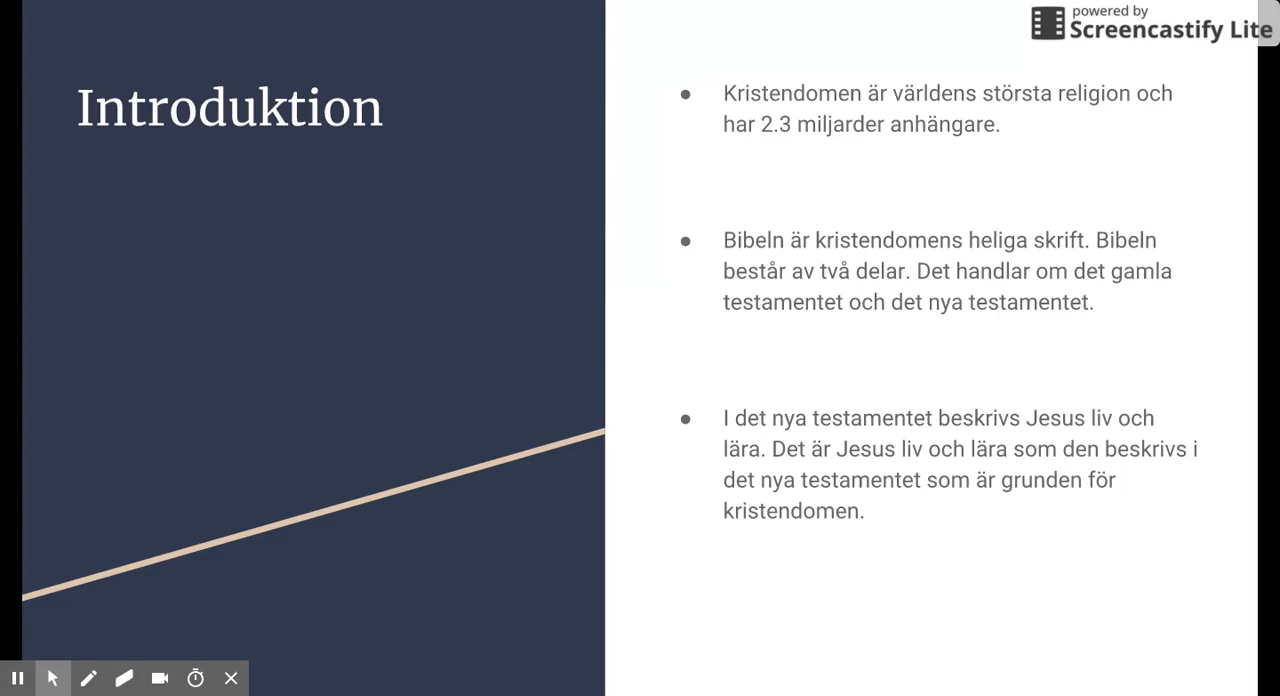 powered by
Screencastify Lite
Introduktion
● Kristendomen är världens största religion och
har 2.3 miljarder anhängare.
● Bibeln är kristendomens heliga skrift. Bibeln
består av två delar. Det handlar om det gamla
testamentet och det nya testamentet.
● I det nya testamentet beskrivs Jesus liv och
lära. Det är Jesus liv och lära som den beskrivs i
det nya testamentet som är grunden för
kristendomen.